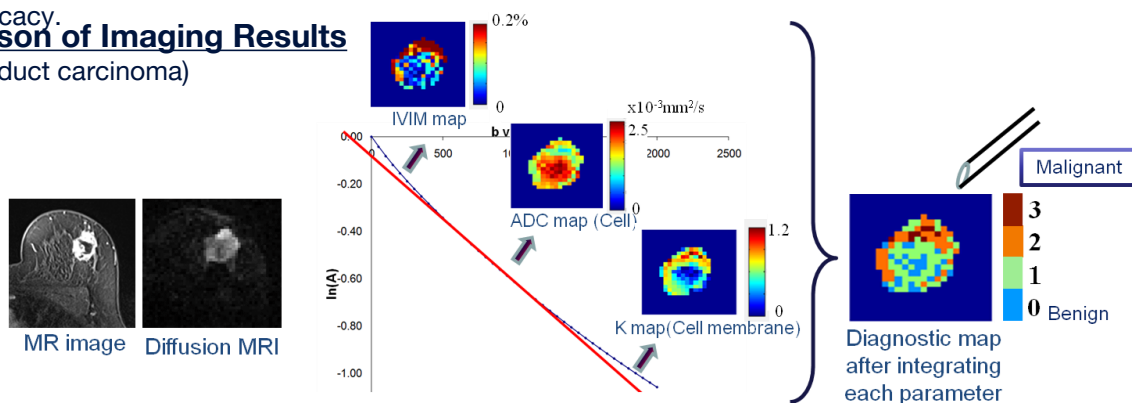 cacy.
son of Imaging Results
duct carcinoma)
0.2%
0
IVIM map
x10⁻³mm²/s
2.5
0
ADC map (Cell)
1.2
0
K map(Cell membrane)
b v
0.00
0
500
2000
2500
-0.20
-0.40
-0.60
-0.80
-1.00
ln(A)
MR image
Diffusion MRI
Malignant
3
2
1
0 Benign
Diagnostic map
after integrating
each parameter